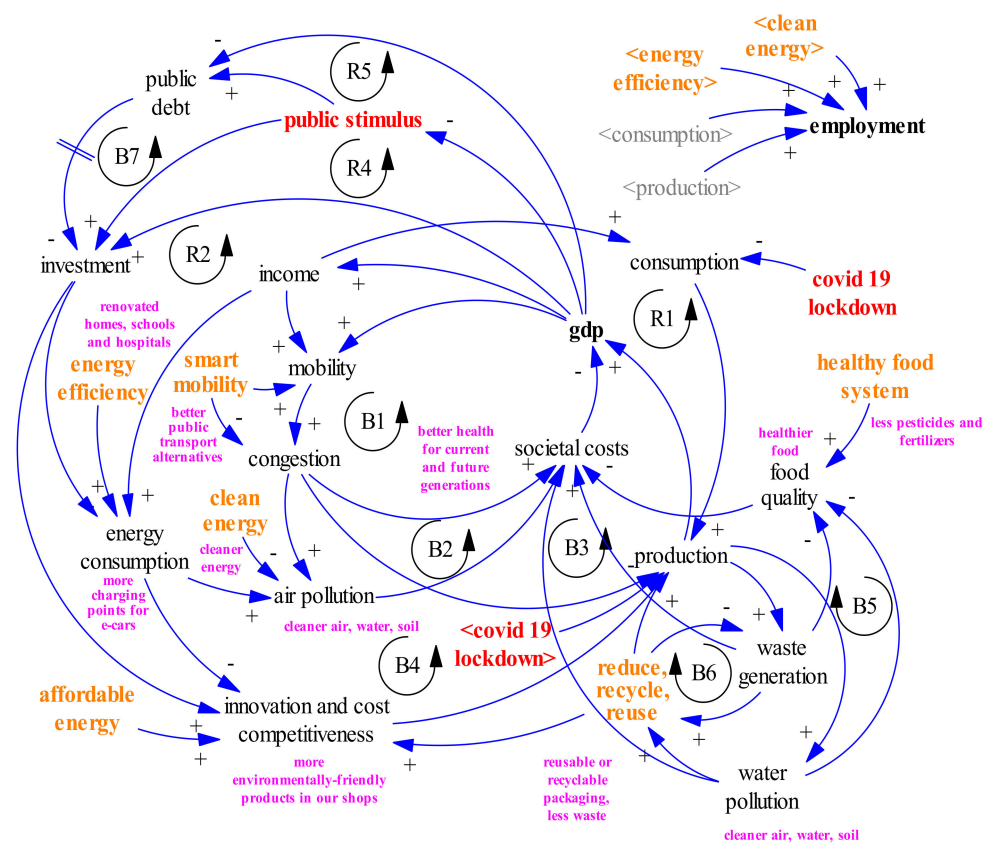 <clean
energy>
<energy
efficiency>
public
debt
R5
public stimulus
<consumption>
employment
B7
R4
<production>
investment
R2
income
consumption
covid 19
lockdown
renovated
homes, schools
and hospitals
gdp
R1
energy
efficiency
smart
mobility
mobility
healthy food
system
better
public
transport
alternatives
B1
better health
for current
and future
generations
societal costs
less pesticides and
fertilizers
healthier
food
food
quality
congestion
clean
energy
energy
consumption
cleaner
energy
B2
B3
production
more
charging
points for
e-cars
air pollution
cleaner air, water, soil
<covid 19
lockdown>
B5
B4
reduce,
recycle,
reuse
B6
waste
generation
affordable
energy
innovation and cost
competitiveness
more
environmentally-friendly
products in our shops
reusable or
recyclable
packaging,
less waste
water
pollution
cleaner air, water, soil